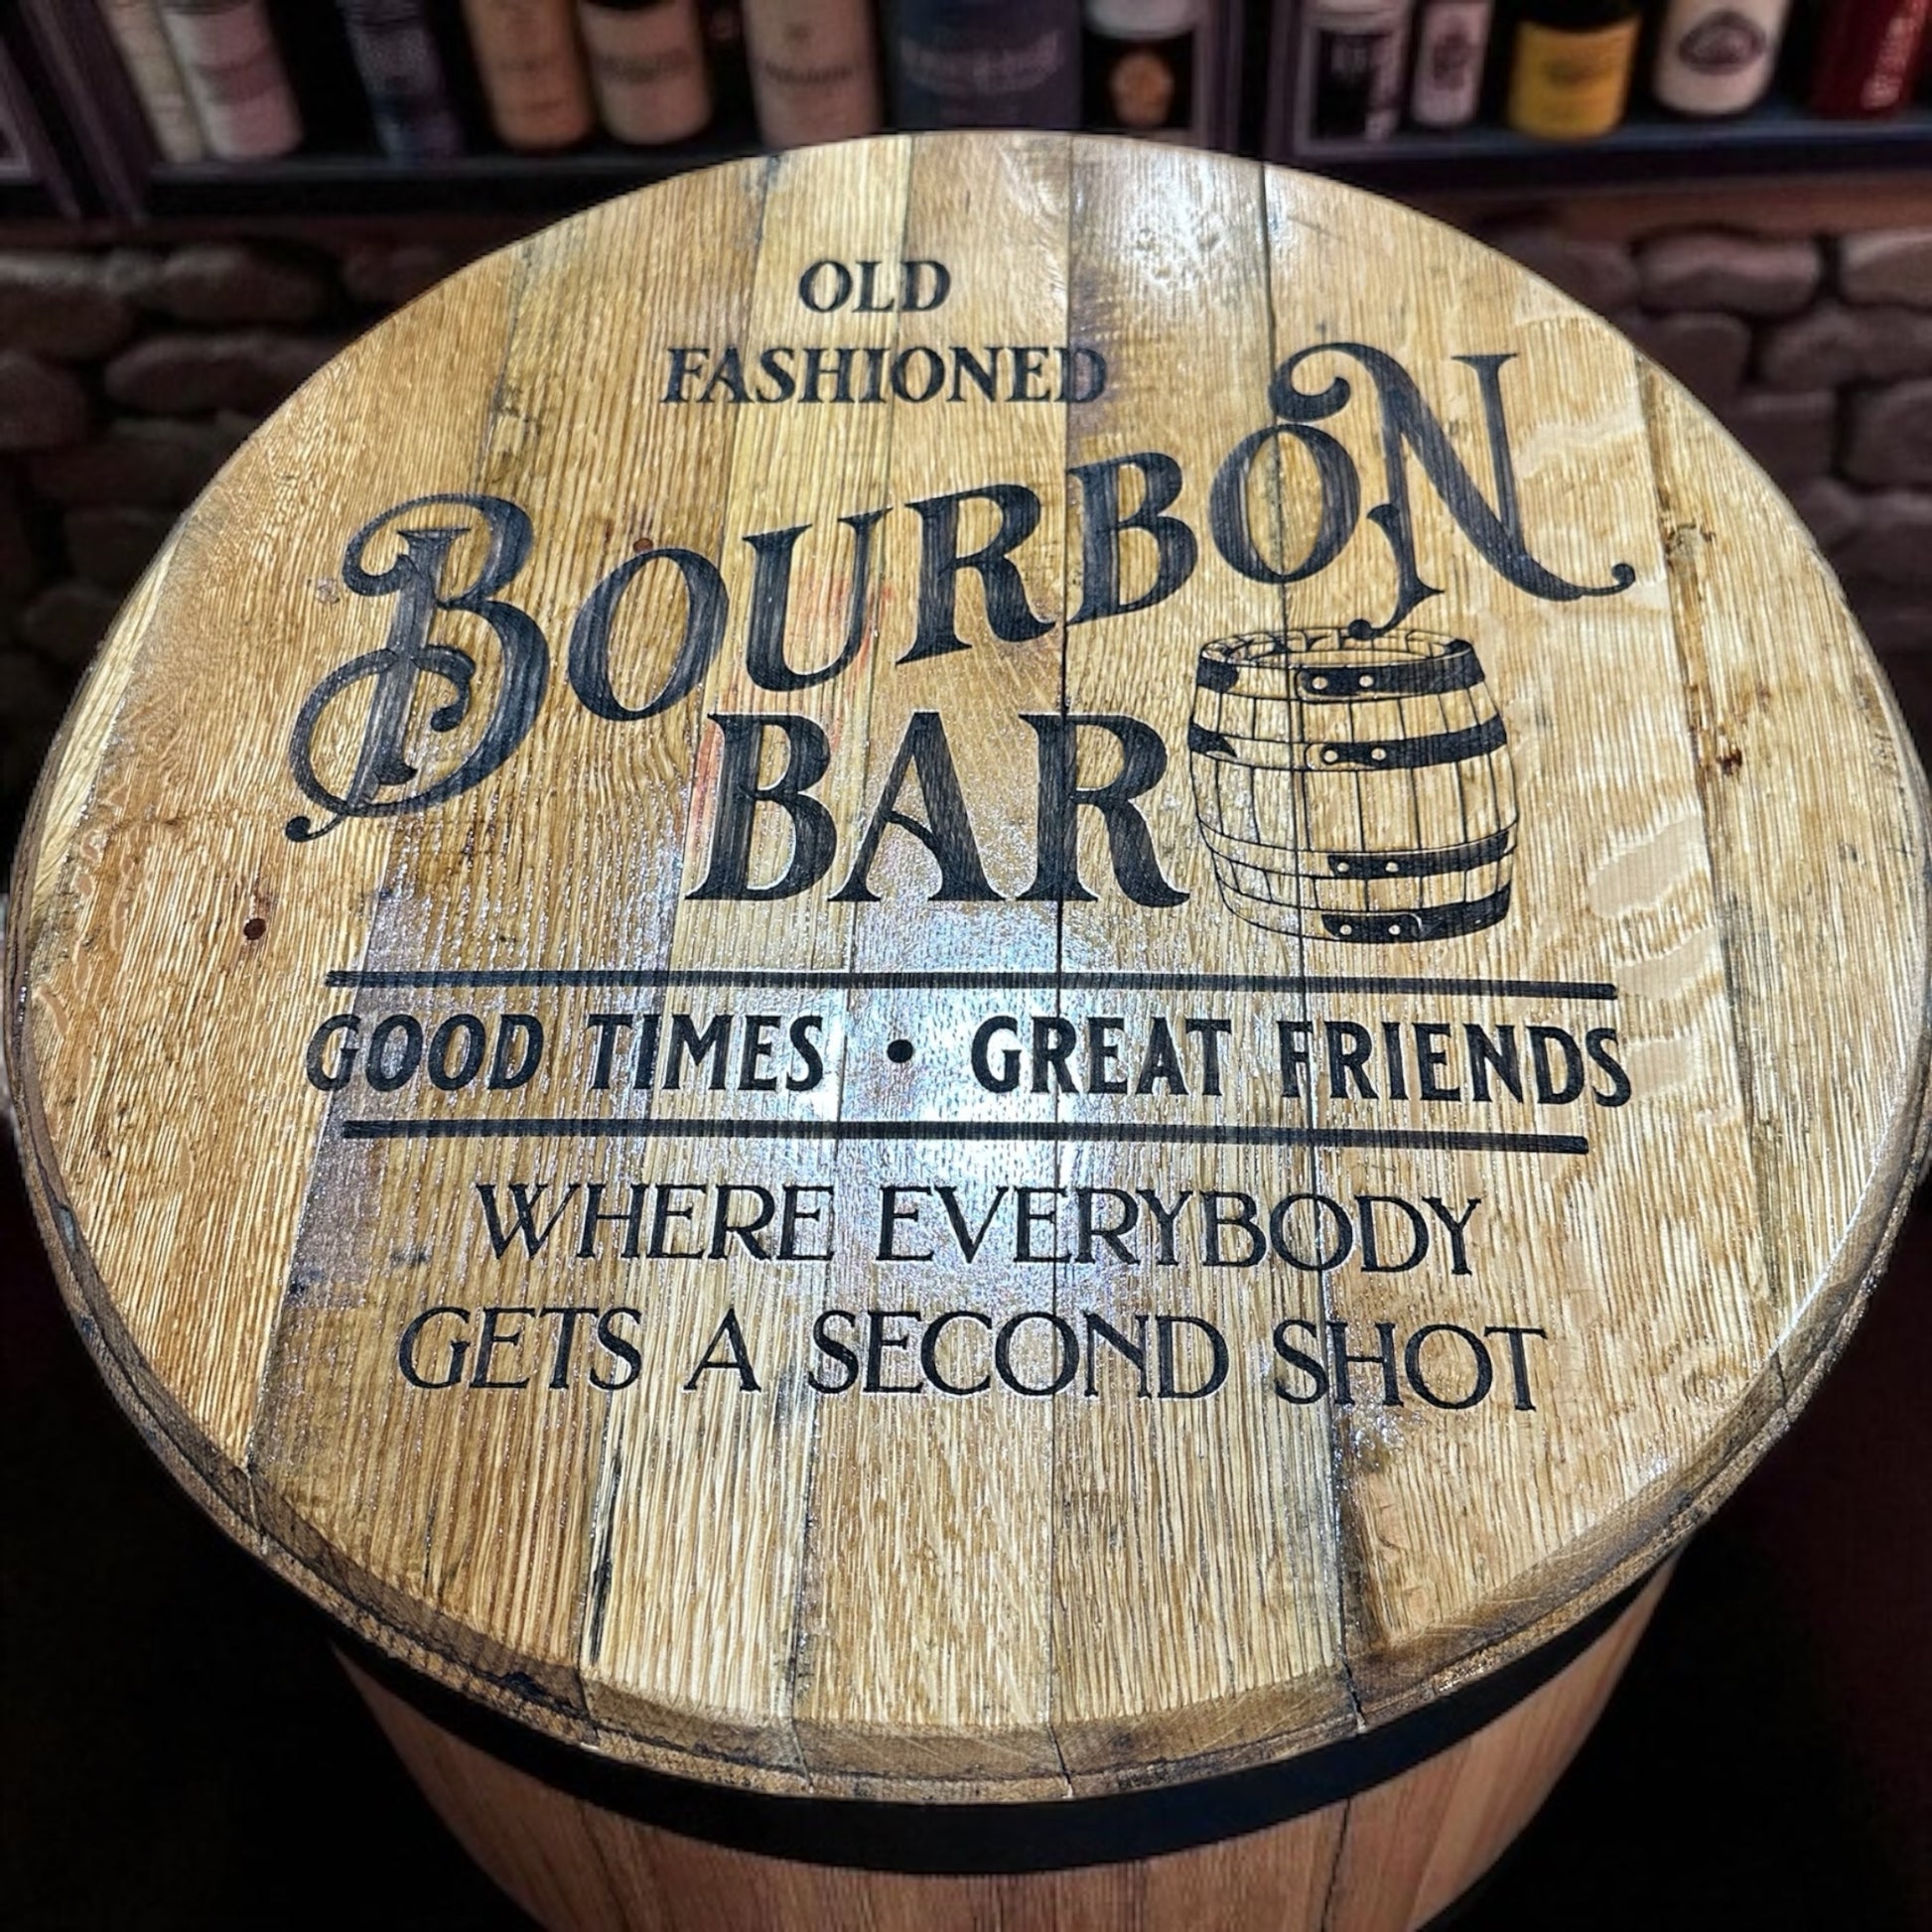 OLD
FASHIONED
BOURBON
BAR
GOOD TIMES • GREAT FRIENDS
WHERE EVERYBODY
GETS A SECOND SHOT